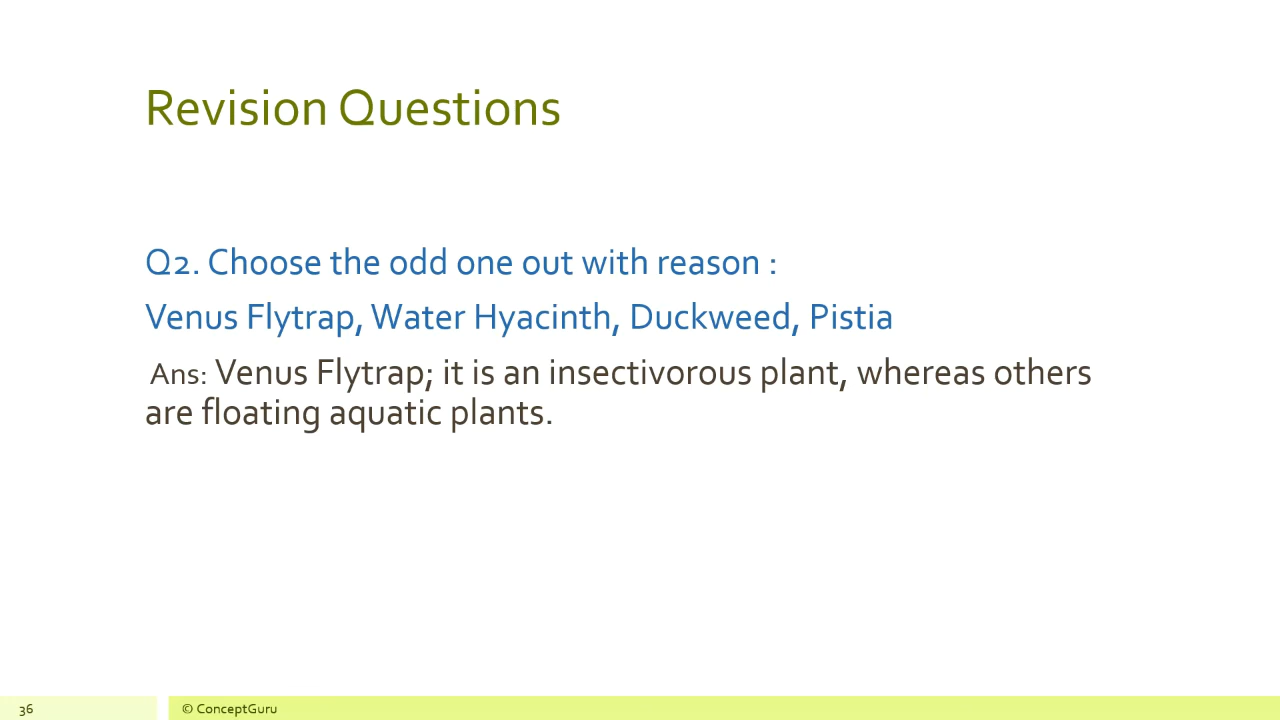 Revision Questions
Q2. Choose the odd one out with reason :
Venus Flytrap, Water Hyacinth, Duckweed, Pistia
Ans: Venus Flytrap; it is an insectivorous plant, whereas others
are floating aquatic plants.
36
© ConceptGuru